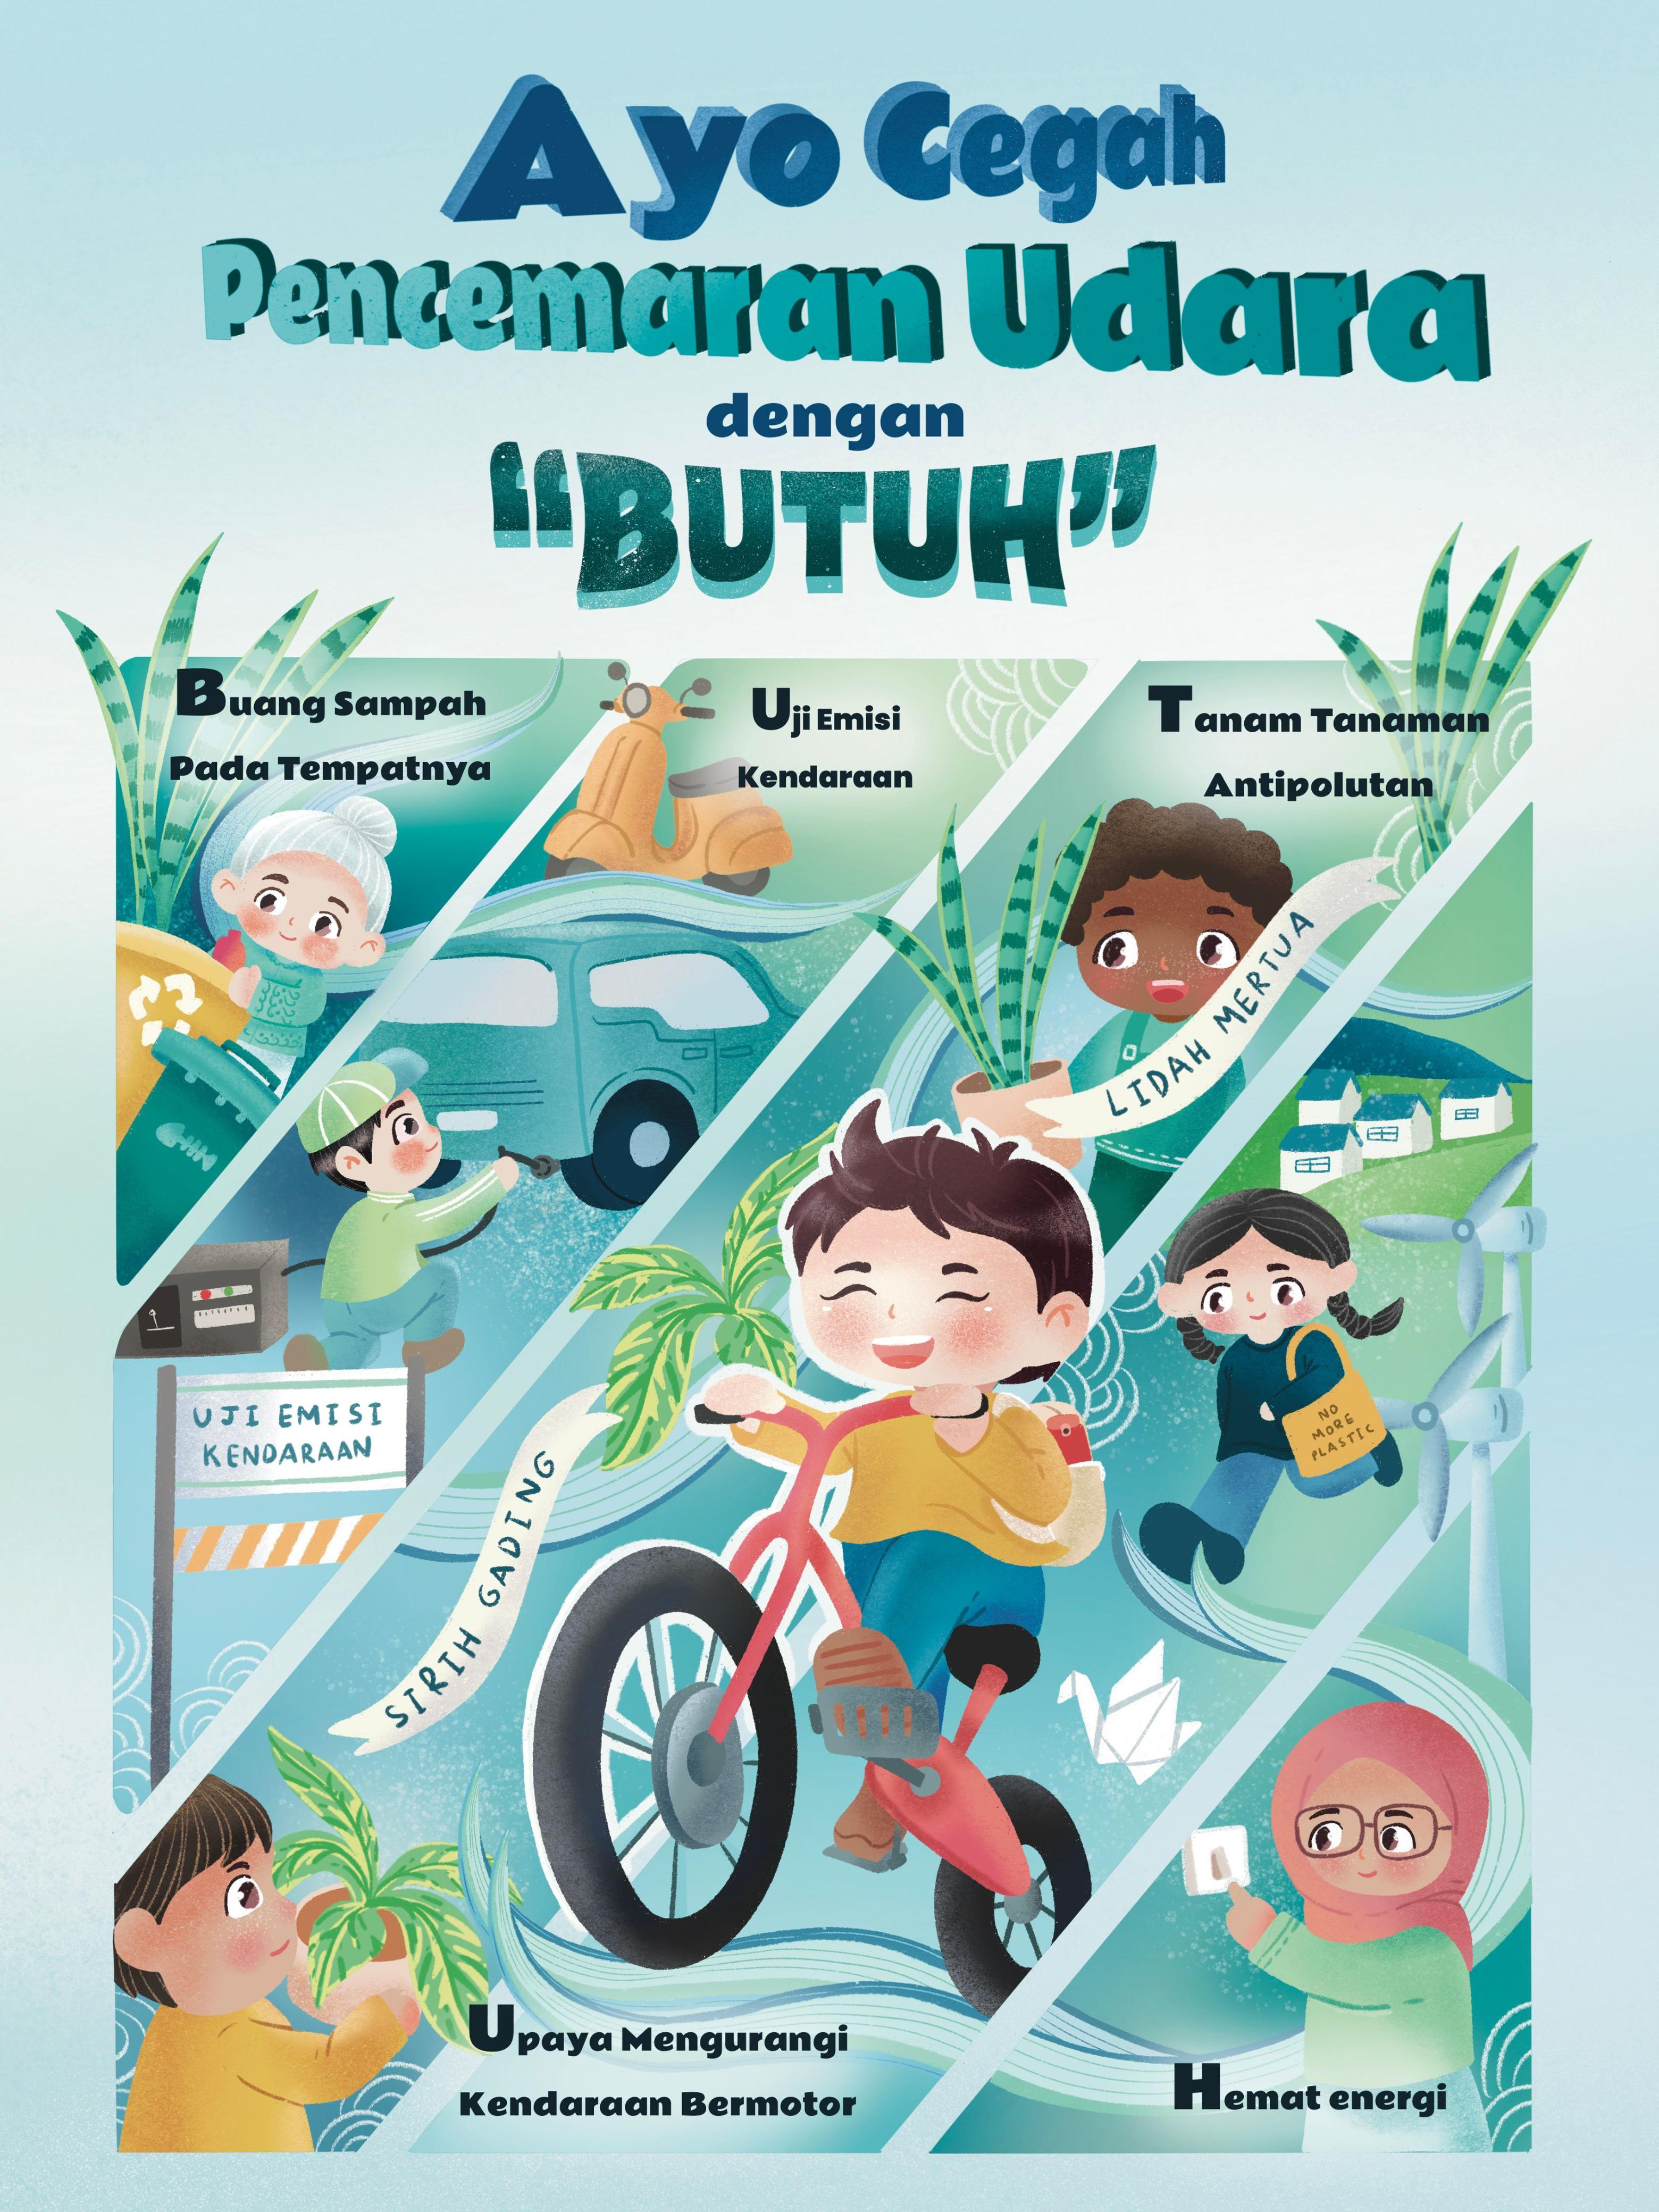 Ayo Cegah
Pencemaran Udara
dengan
“BUTUH”
Buang Sampah
Pada Tempatnya
Uji Emisi
Kendaraan
Tanam Tanaman
Antipolutan
LIDAH MERTUA
UJI EMISI
KENDARAAN
NO
MORE
PLASTIC
SIRIH GADING
Upaya Mengurangi
Kendaraan Bermotor
Hemat energi